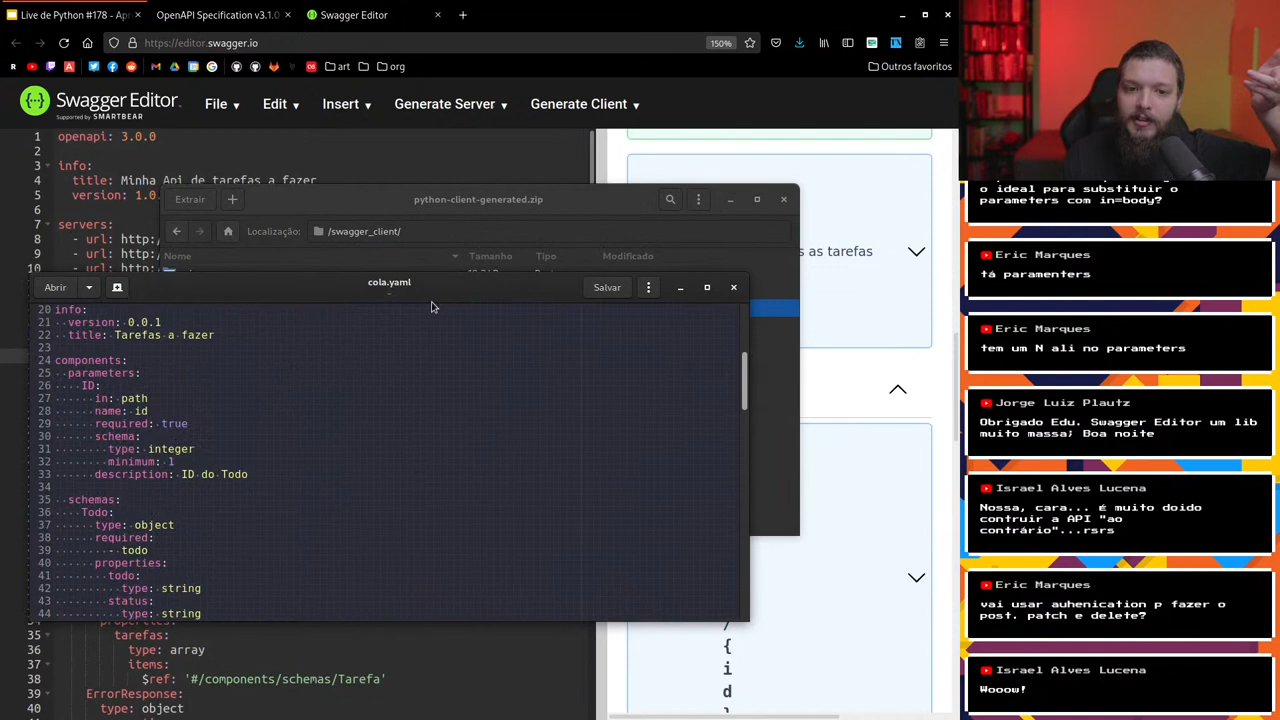 Live de Python #178 - Apr
OpenAPI Specification v3.1.0
Swagger Editor
https://editor.swagger.io
150%
art
org
Outros favoritos
Swagger Editor
Supported by SMARTBEAR
File
Edit
Insert
Generate Server
Generate Client
1 openapi: 3.0.0
2
3 info:
4 title: Minha Api de tarefas a fazer
5 version: 1.0
6
7 servers:
8 - url: http:
9 - url: http:
10 - url: http:
Extrair
python-client-generated.zip
Localização:
/swagger_client/
Nome
Tamanho
Tipo
Modificado
s as tarefas
Abrir
cola.yaml
Salvar
20 info:
21 version: 0.0.1
22 title: Tarefas a fazer
23
24 components:
25 parameters:
26 ID:
27 in: path
28 name: id
29 required: true
30 schema:
31 type: integer
32 minimum: 1
33 description: ID do Todo
34
35 schemas:
36 Todo:
37 type: object
38 required:
39 - todo
40 properties:
41 todo:
42 type: string
43 status:
44 type: string
35 tarefas:
36 type: array
37 items:
38 $ref: '#/components/schemas/Tarefa'
39 ErrorResponse:
40 type: object
/
{
i
d
}
o ideal para substituir o
parameters com in=body?
Eric Marques
tá paramenters
Eric Marques
tem um N ali no parameters
Jorge Luiz Plautz
Obrigado Edu. Swagger Editor um lib
muito massa; Boa noite
Israel Alves Lucena
Nossa, cara... é muito doido
contruir a API "ao
contrário"...rsrs
Eric Marques
vai usar auhenication p fazer o
post. patch e delete?
Israel Alves Lucena
Wooow!